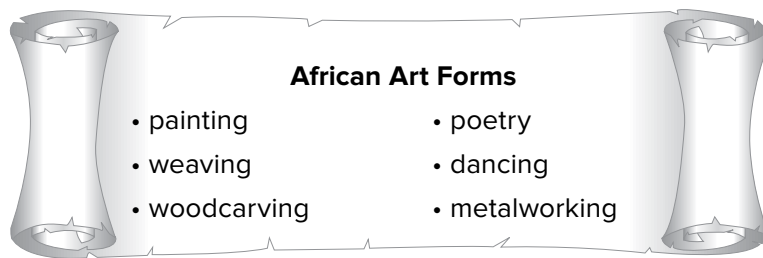 African Art Forms
• painting
• weaving
• woodcarving
• poetry
• dancing
• metalworking